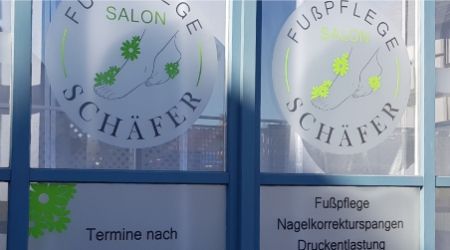 FUßPFLEGE
SALON
SCHÄFER
Termine nach
FUßPFLEGE
SALON
SCHÄFER
Fußpflege
Nagelkorrekturspangen
Druckentlastung